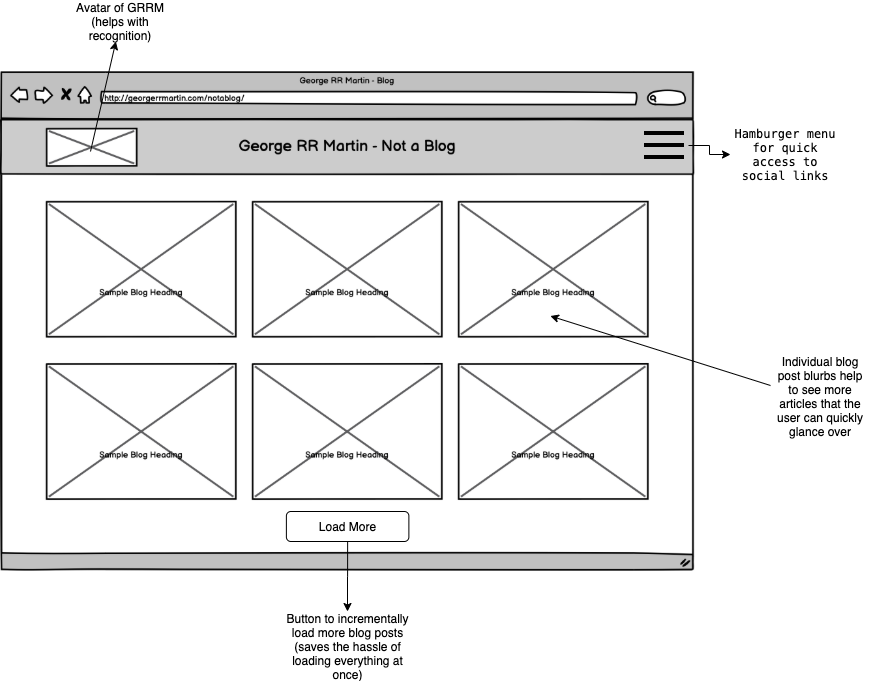 Avatar of GRRM
(helps with
recognition)
George RR Martin - Blog
http://georgerrmartin.com/notablog/
George RR Martin - Not a Blog
Hamburger menu
for quick
access to
social links
Sample Blog Heading
Sample Blog Heading
Sample Blog Heading
Individual blog
post blurbs help
to see more
articles that the
user can quickly
glance over
Sample Blog Heading
Sample Blog Heading
Sample Blog Heading
Load More
Button to incrementally
load more blog posts
(saves the hassle of
loading everything at
once)